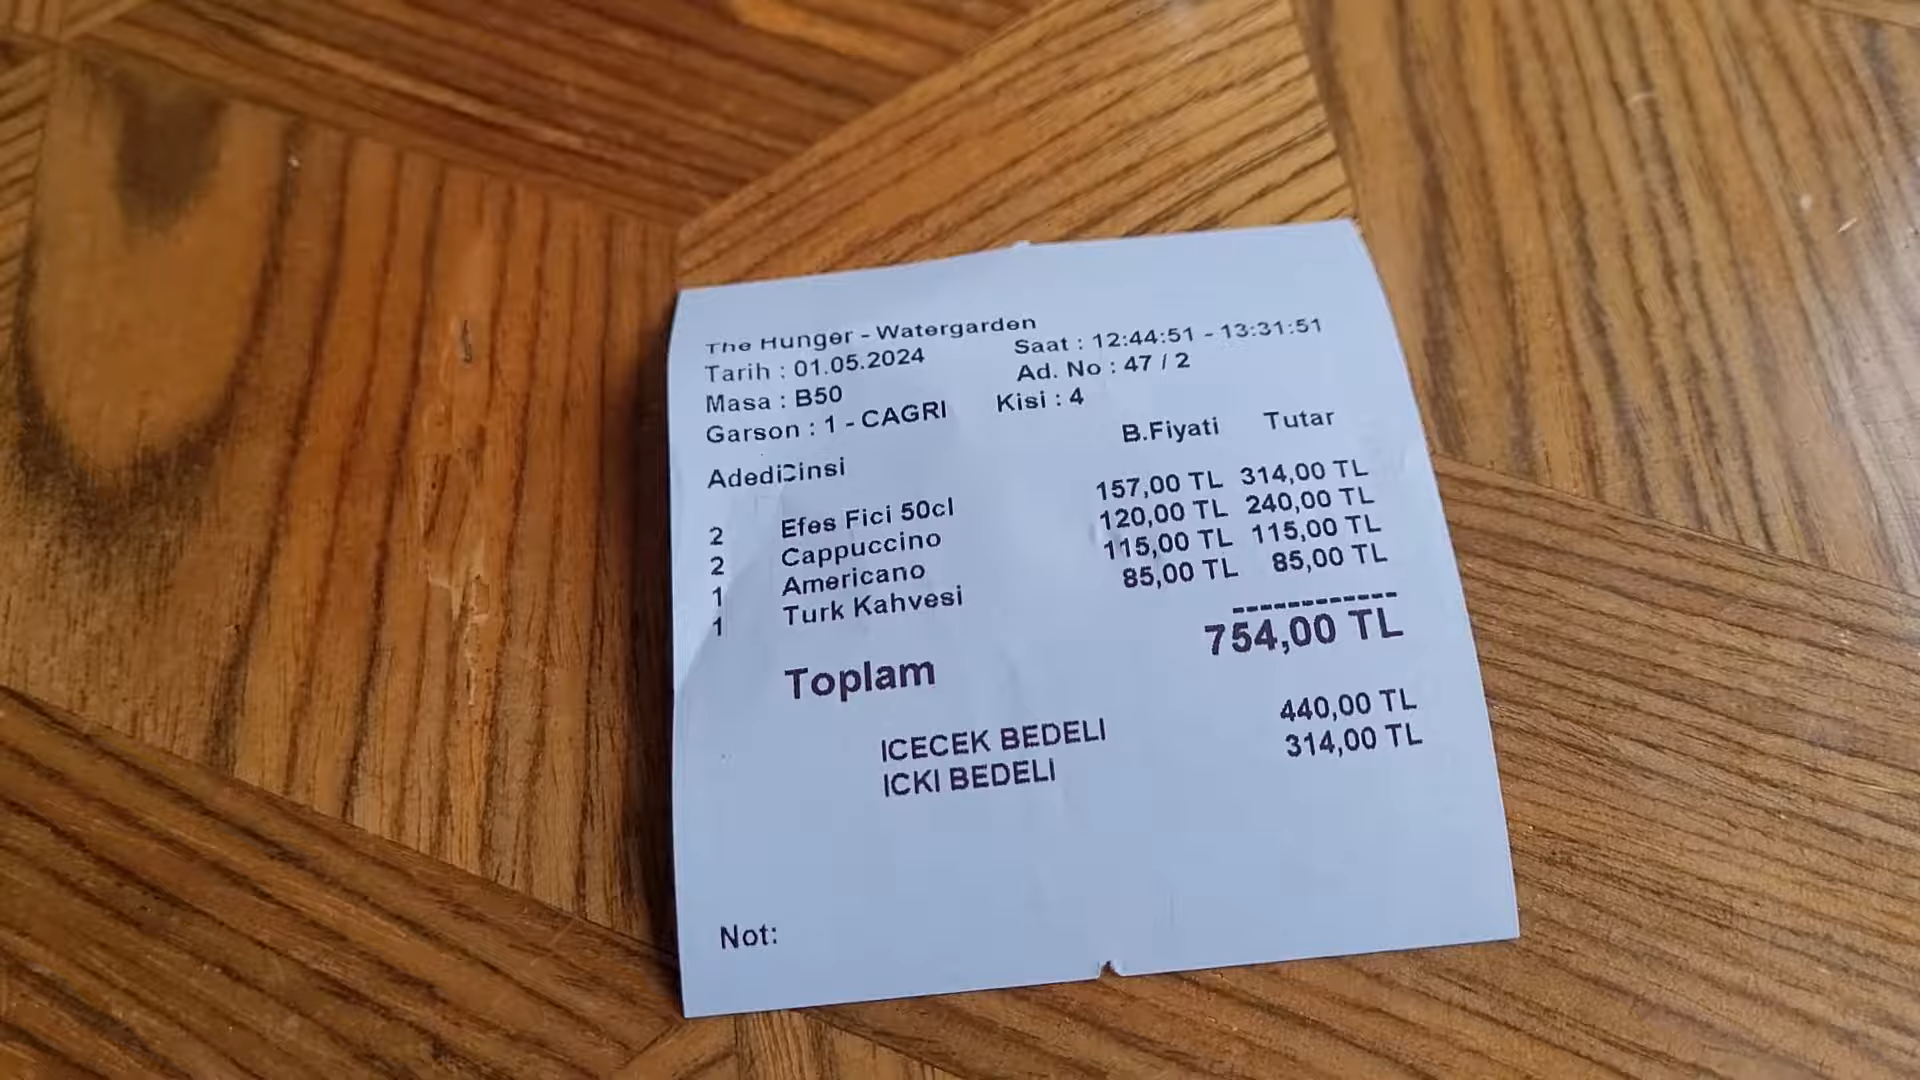 The Hunger - Watergarden
Tarih : 01.05.2024 Saat : 12:44:51 - 13:31:51
Masa : B50 Ad. No : 47 / 2
Garson : 1 - CAGRI Kisi : 4
AdediCinsi B.Fiyati Tutar
2 Efes Fici 50cl 157,00 TL 314,00 TL
2 Cappuccino 120,00 TL 240,00 TL
1 Americano 115,00 TL 115,00 TL
1 Turk Kahvesi 85,00 TL 85,00 TL
------------
Toplam 754,00 TL
ICECEK BEDELI 440,00 TL
ICKI BEDELI 314,00 TL
Not: